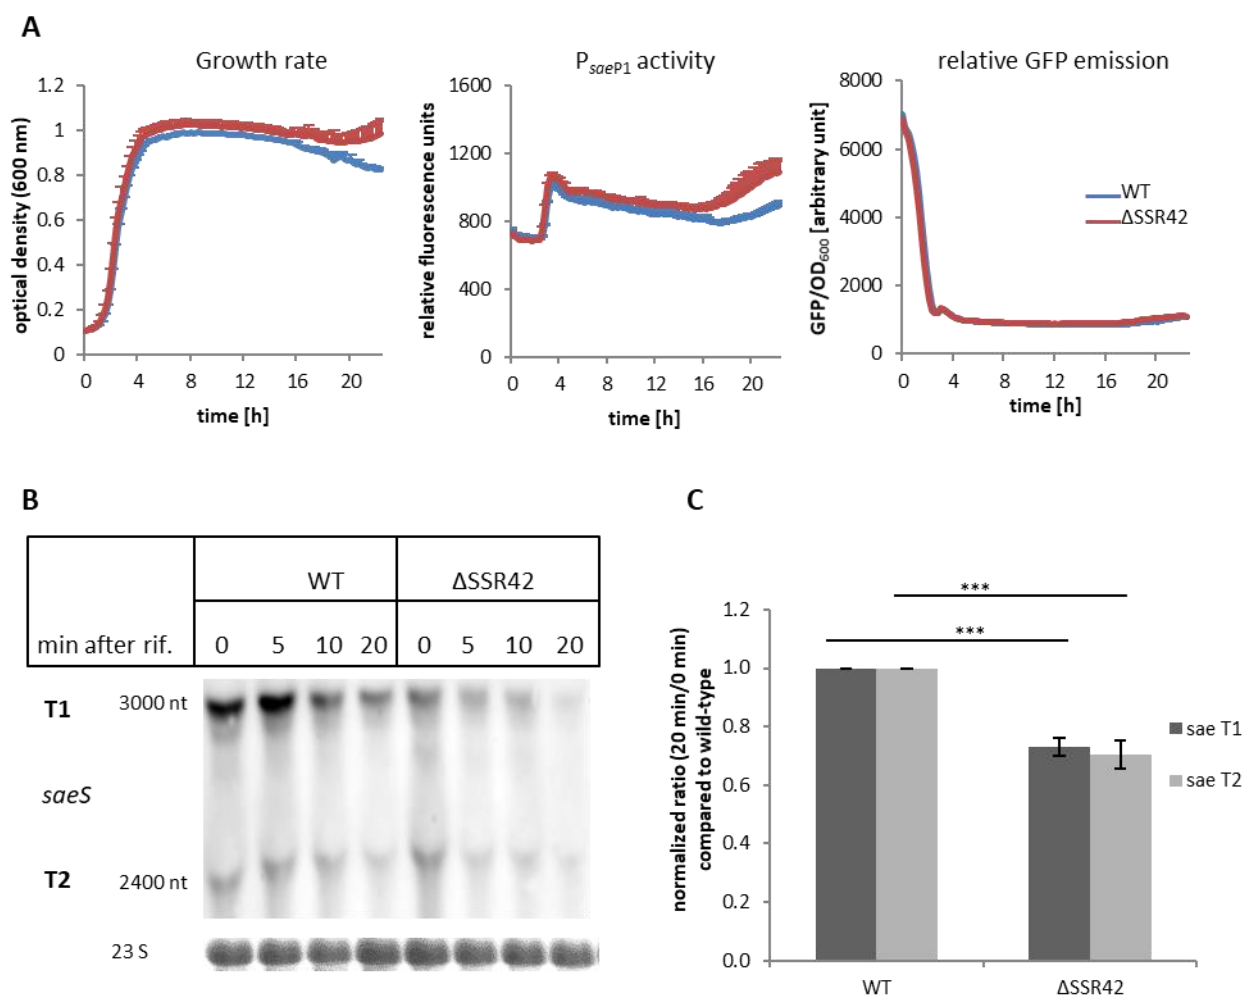 A
Growth rate
optical density (600 nm)
1.2
1
0.8
0.6
0.4
0.2
0
0 4 8 12 16 20
time [h]
PsaeP1 activity
relative fluorescence units
1600
1200
800
400
0
0 4 8 12 16 20
time [h]
relative GFP emission
GFP/OD600 [arbitrary unit]
8000
6000
4000
2000
0
0 4 8 12 16 20
time [h]
WT
ΔSSR42
B
WT ΔSSR42
min after rif. 0 5 10 20 0 5 10 20
T1 3000 nt
saeS
T2 2400 nt
23 S
C
normalized ratio (20 min/0 min)
compared to wild-type
1.2
1.0
0.8
0.6
0.4
0.2
0.0
***
***
WT ΔSSR42
sae T1
sae T2